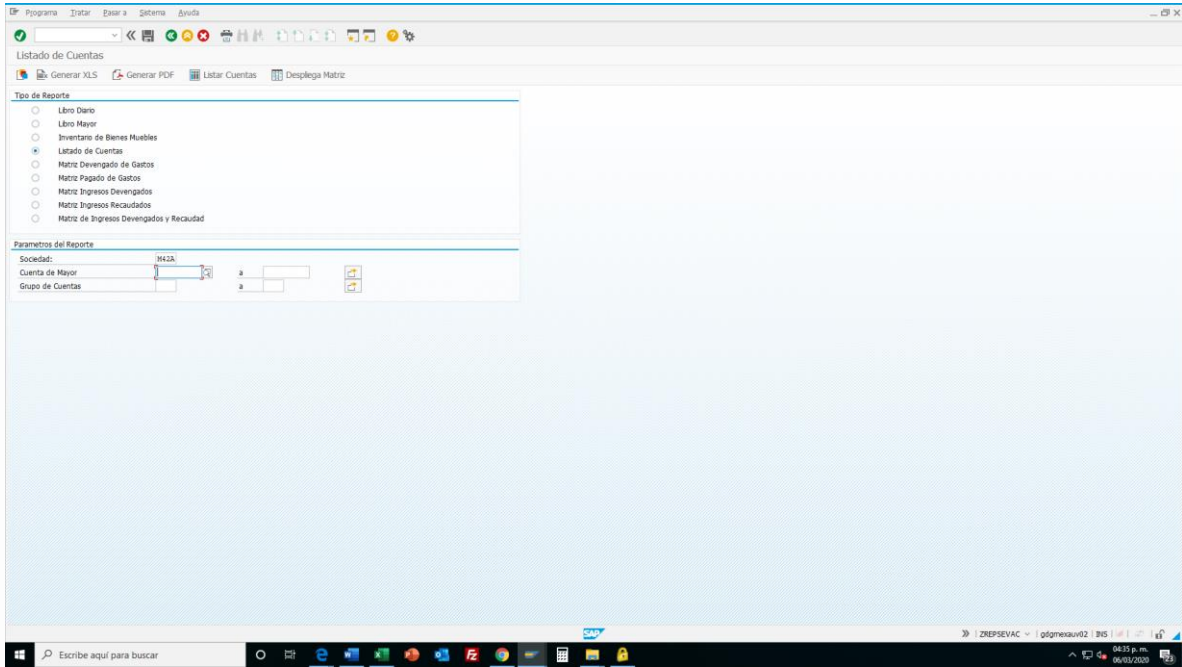 Programa Tratar Pasar a Sistema Ayuda
Listado de Cuentas
Generar XLS Generar PDF Listar Cuentas Despliega Matriz
Tipo de Reporte
Libro Diario
Libro Mayor
Inventario de Bienes Muebles
Listado de Cuentas
Matriz Devengado de Gastos
Matriz Pagado de Gastos
Matriz Ingresos Devengados
Matriz Ingresos Recaudados
Matriz de Ingresos Devengados y Recaudad
Parametros del Reporte
Sociedad: M42A
Cuenta de Mayor a
Grupo de Cuentas a
SAP
ZREPSEVAC gdgmexauv02 INS
Escribe aquí para buscar
04:35 p. m.
06/03/2020